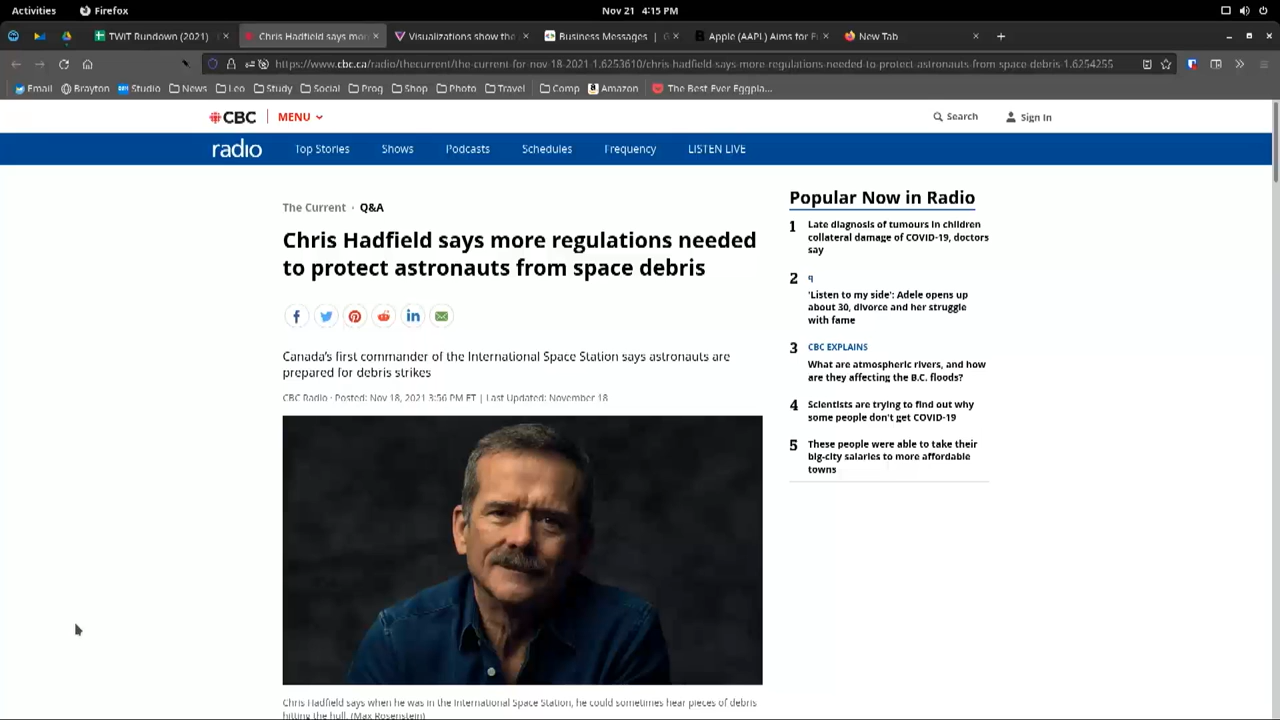 Activities
Firefox
Nov 21 4:15 PM
TWIT Rundown (2021)
Chris Hadfield says mor
Visualizations show the
Business Messages | G
Apple (AAPL) Aims for F
New Tab
https://www.cbc.ca/radio/thecurrent/the-current-for-nov-18-2021-1.6253610/chris-hadfield-says-more-regulations-needed-to-protect-astronauts-from-space-debris-1.6254255
Email
Brayton
Studio
News
Leo
Study
Social
Prog
Shop
Photo
Travel
Comp
Amazon
The Best Ever Eggpla...
CBC
MENU
Search
Sign In
radio
Top Stories
Shows
Podcasts
Schedules
Frequency
LISTEN LIVE
The Current · Q&A
Chris Hadfield says more regulations needed
to protect astronauts from space debris
Canada's first commander of the International Space Station says astronauts are
prepared for debris strikes
CBC Radio · Posted: Nov 18, 2021 3:56 PM ET | Last Updated: November 18
Chris Hadfield says when he was in the International Space Station, he could sometimes hear pieces of debris
hitting the hull. (Max Rosenstein)
Popular Now in Radio
1
Late diagnosis of tumours in children
collateral damage of COVID-19, doctors
say
2
q
'Listen to my side': Adele opens up
about 30, divorce and her struggle
with fame
3
CBC EXPLAINS
What are atmospheric rivers, and how
are they affecting the B.C. floods?
4
Scientists are trying to find out why
some people don't get COVID-19
5
These people were able to take their
big-city salaries to more affordable
towns